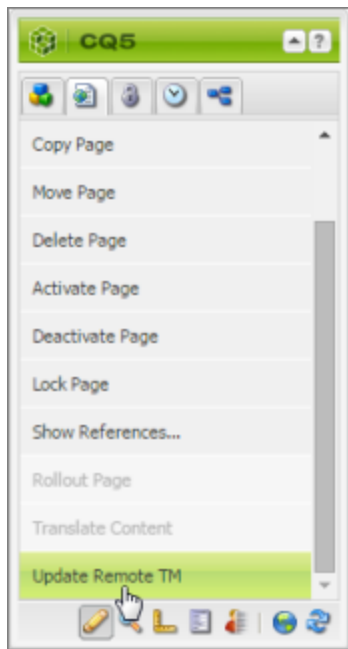 CQ5
?
Copy Page
Move Page
Delete Page
Activate Page
Deactivate Page
Lock Page
Show References...
Rollout Page
Translate Content
Update Remote TM